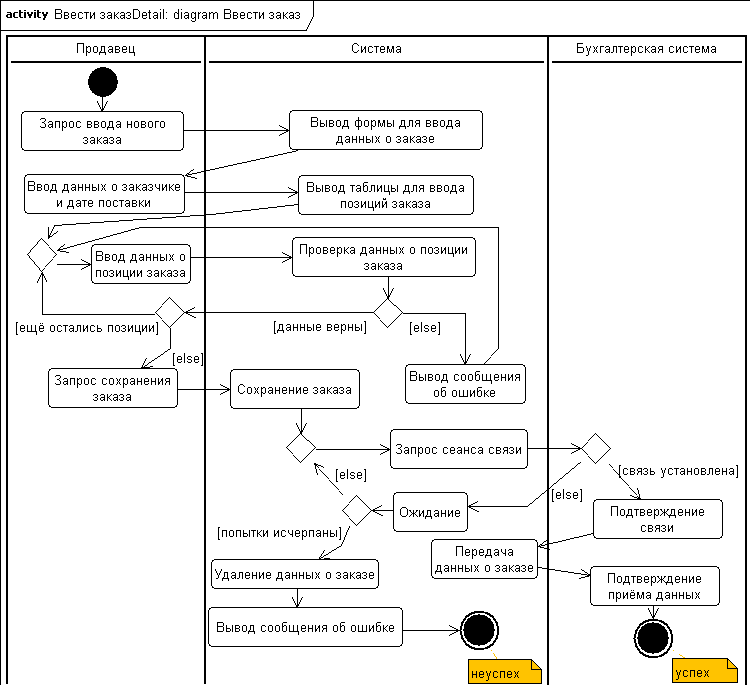 activity Ввести заказDetail: diagram Ввести заказ
Продавец
Система
Бухгалтерская система
Запрос ввода нового
заказа
Вывод формы для ввода
данных о заказе
Ввод данных о заказчике
и дате поставки
Вывод таблицы для ввода
позиций заказа
Ввод данных о
позиции заказа
Проверка данных о позиции
заказа
[ещё остались позиции]
[данные верны]
[else]
[else]
Запрос сохранения
заказа
Сохранение заказа
Вывод сообщения
об ошибке
Запрос сеанса связи
[else]
[связь установлена]
[else]
Ожидание
Подтверждение
связи
[попытки исчерпаны]
Передача
данных о заказе
Удаление данных о заказе
Подтверждение
приёма данных
Вывод сообщения об ошибке
неуспех
успех